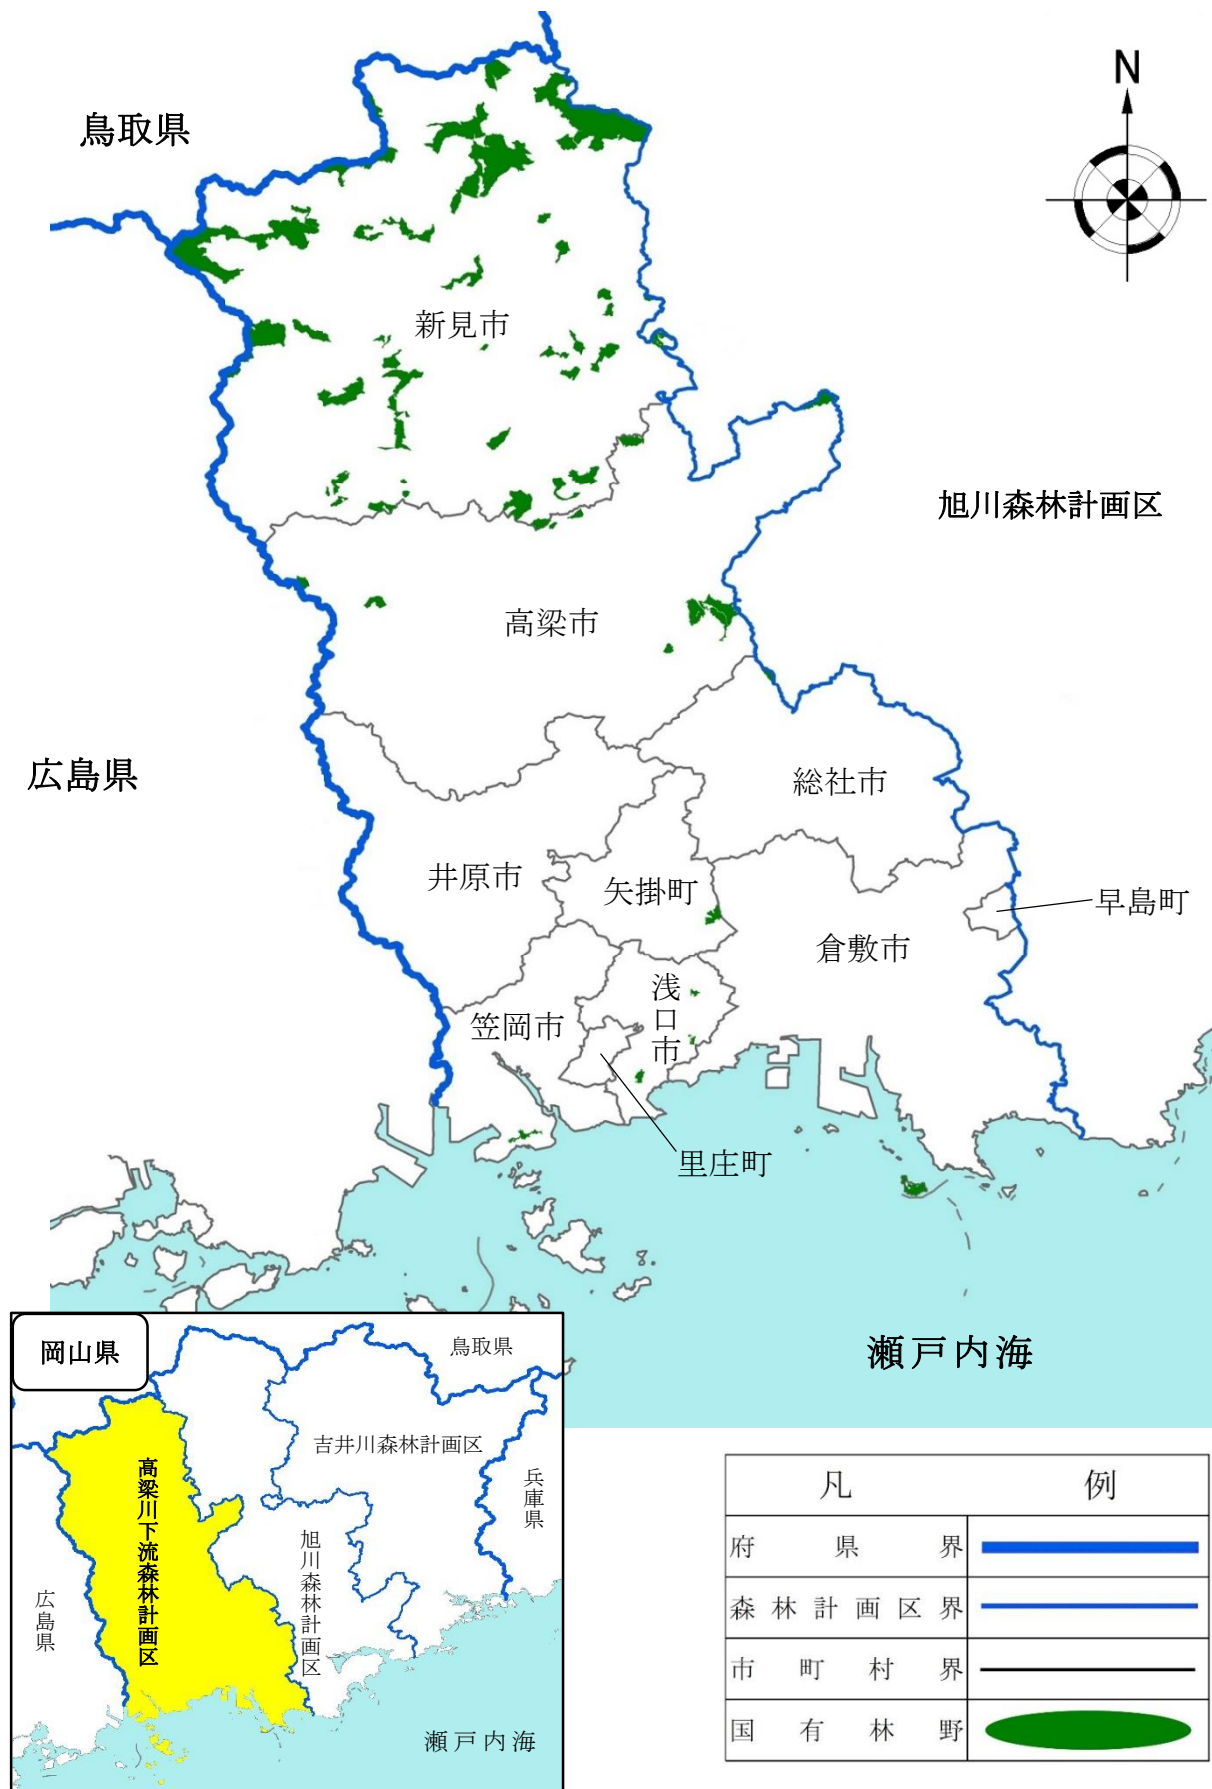 N
鳥取県
新見市
旭川森林計画区
高梁市
広島県
総社市
井原市
矢掛町
早島町
倉敷市
浅口市
笠岡市
里庄町
瀬戸内海
岡山県
鳥取県
吉井川森林計画区
高梁川下流森林計画区
兵庫県
旭川森林計画区
広島県
瀬戸内海
凡例
府県界
森林計画区界
市町村界
国有林野